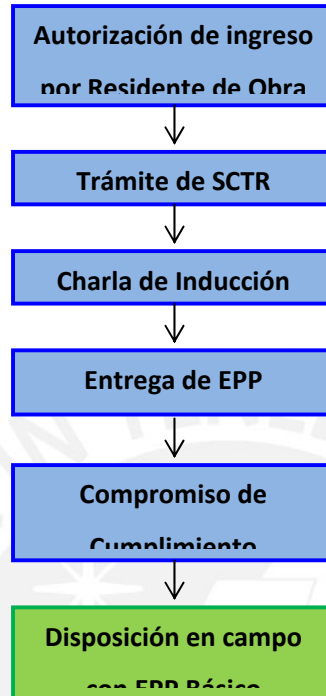 Autorización de ingreso
por Residente de Obra
Trámite de SCTR
Charla de Inducción
Entrega de EPP
Compromiso de
Cumplimiento
Disposición en campo
con EPP Básico